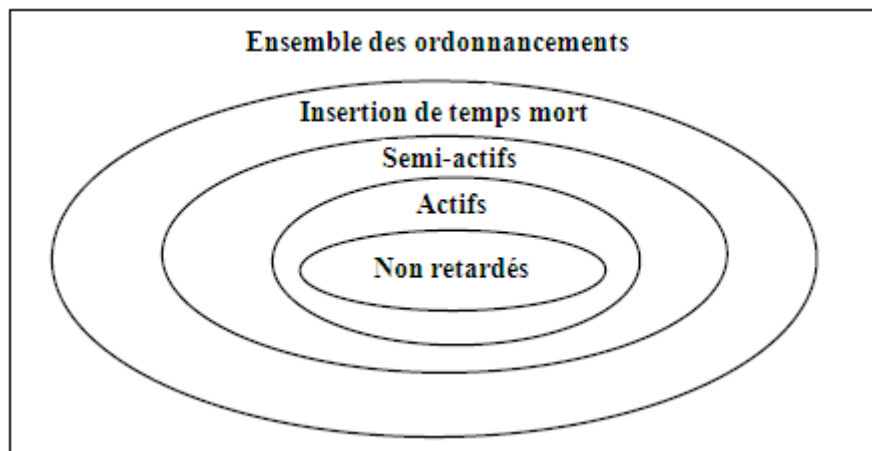 Ensemble des ordonnancements
Insertion de temps mort
Semi-actifs
Actifs
Non retardés